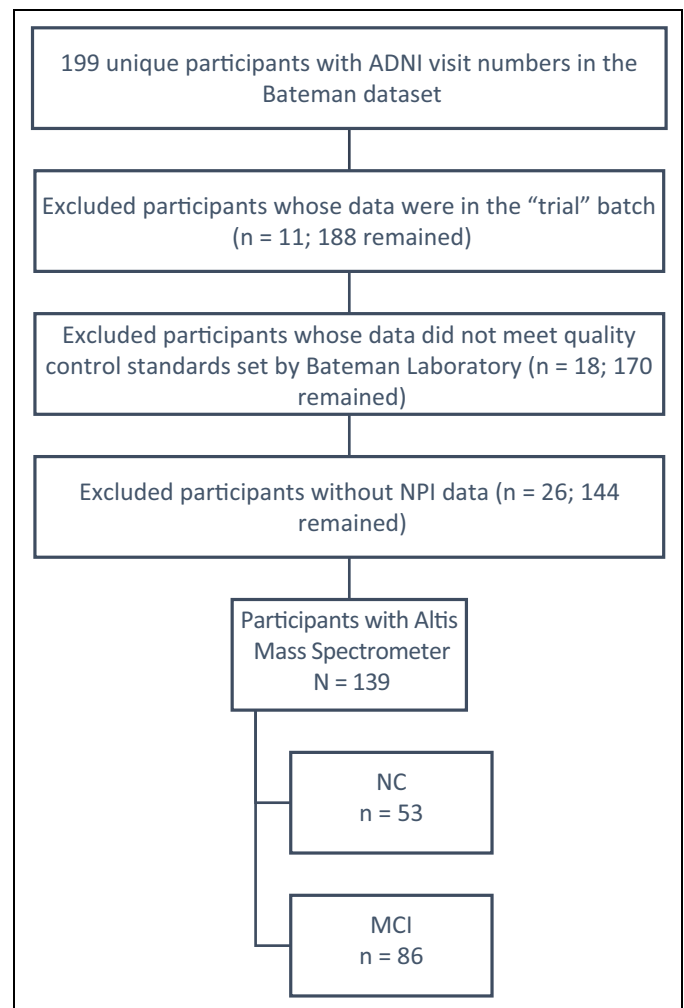 199 unique participants with ADNI visit numbers in the
Bateman dataset
Excluded participants whose data were in the “trial” batch
(n = 11; 188 remained)
Excluded participants whose data did not meet quality
control standards set by Bateman Laboratory (n = 18; 170
remained)
Excluded participants without NPI data (n = 26; 144
remained)
Participants with Altis
Mass Spectrometer
N = 139
NC
n = 53
MCI
n = 86